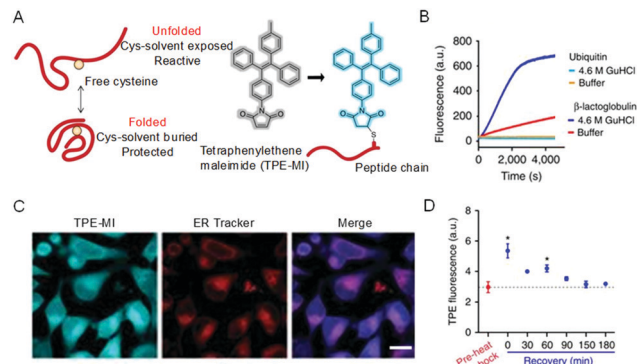 A
Unfolded
Cys-solvent exposed
Reactive
Free cysteine
Folded
Cys-solvent buried
Protected
N
O
O
Tetraphenylethene
maleimide (TPE-MI)
N
O
O
S
Peptide chain
B
Fluorescence (a.u.)
800
600
400
200
0
0
2,000
4,000
Time (s)
Ubiquitin
4.6 M GuHCl
Buffer
β-lactoglobulin
4.6 M GuHCl
Buffer
C
TPE-MI
ER Tracker
Merge
D
TPE fluorescence (a.u.)
8
6
4
2
0
*
*
Pre-heat
shock
0
30
60
90
150
180
Recovery (min)